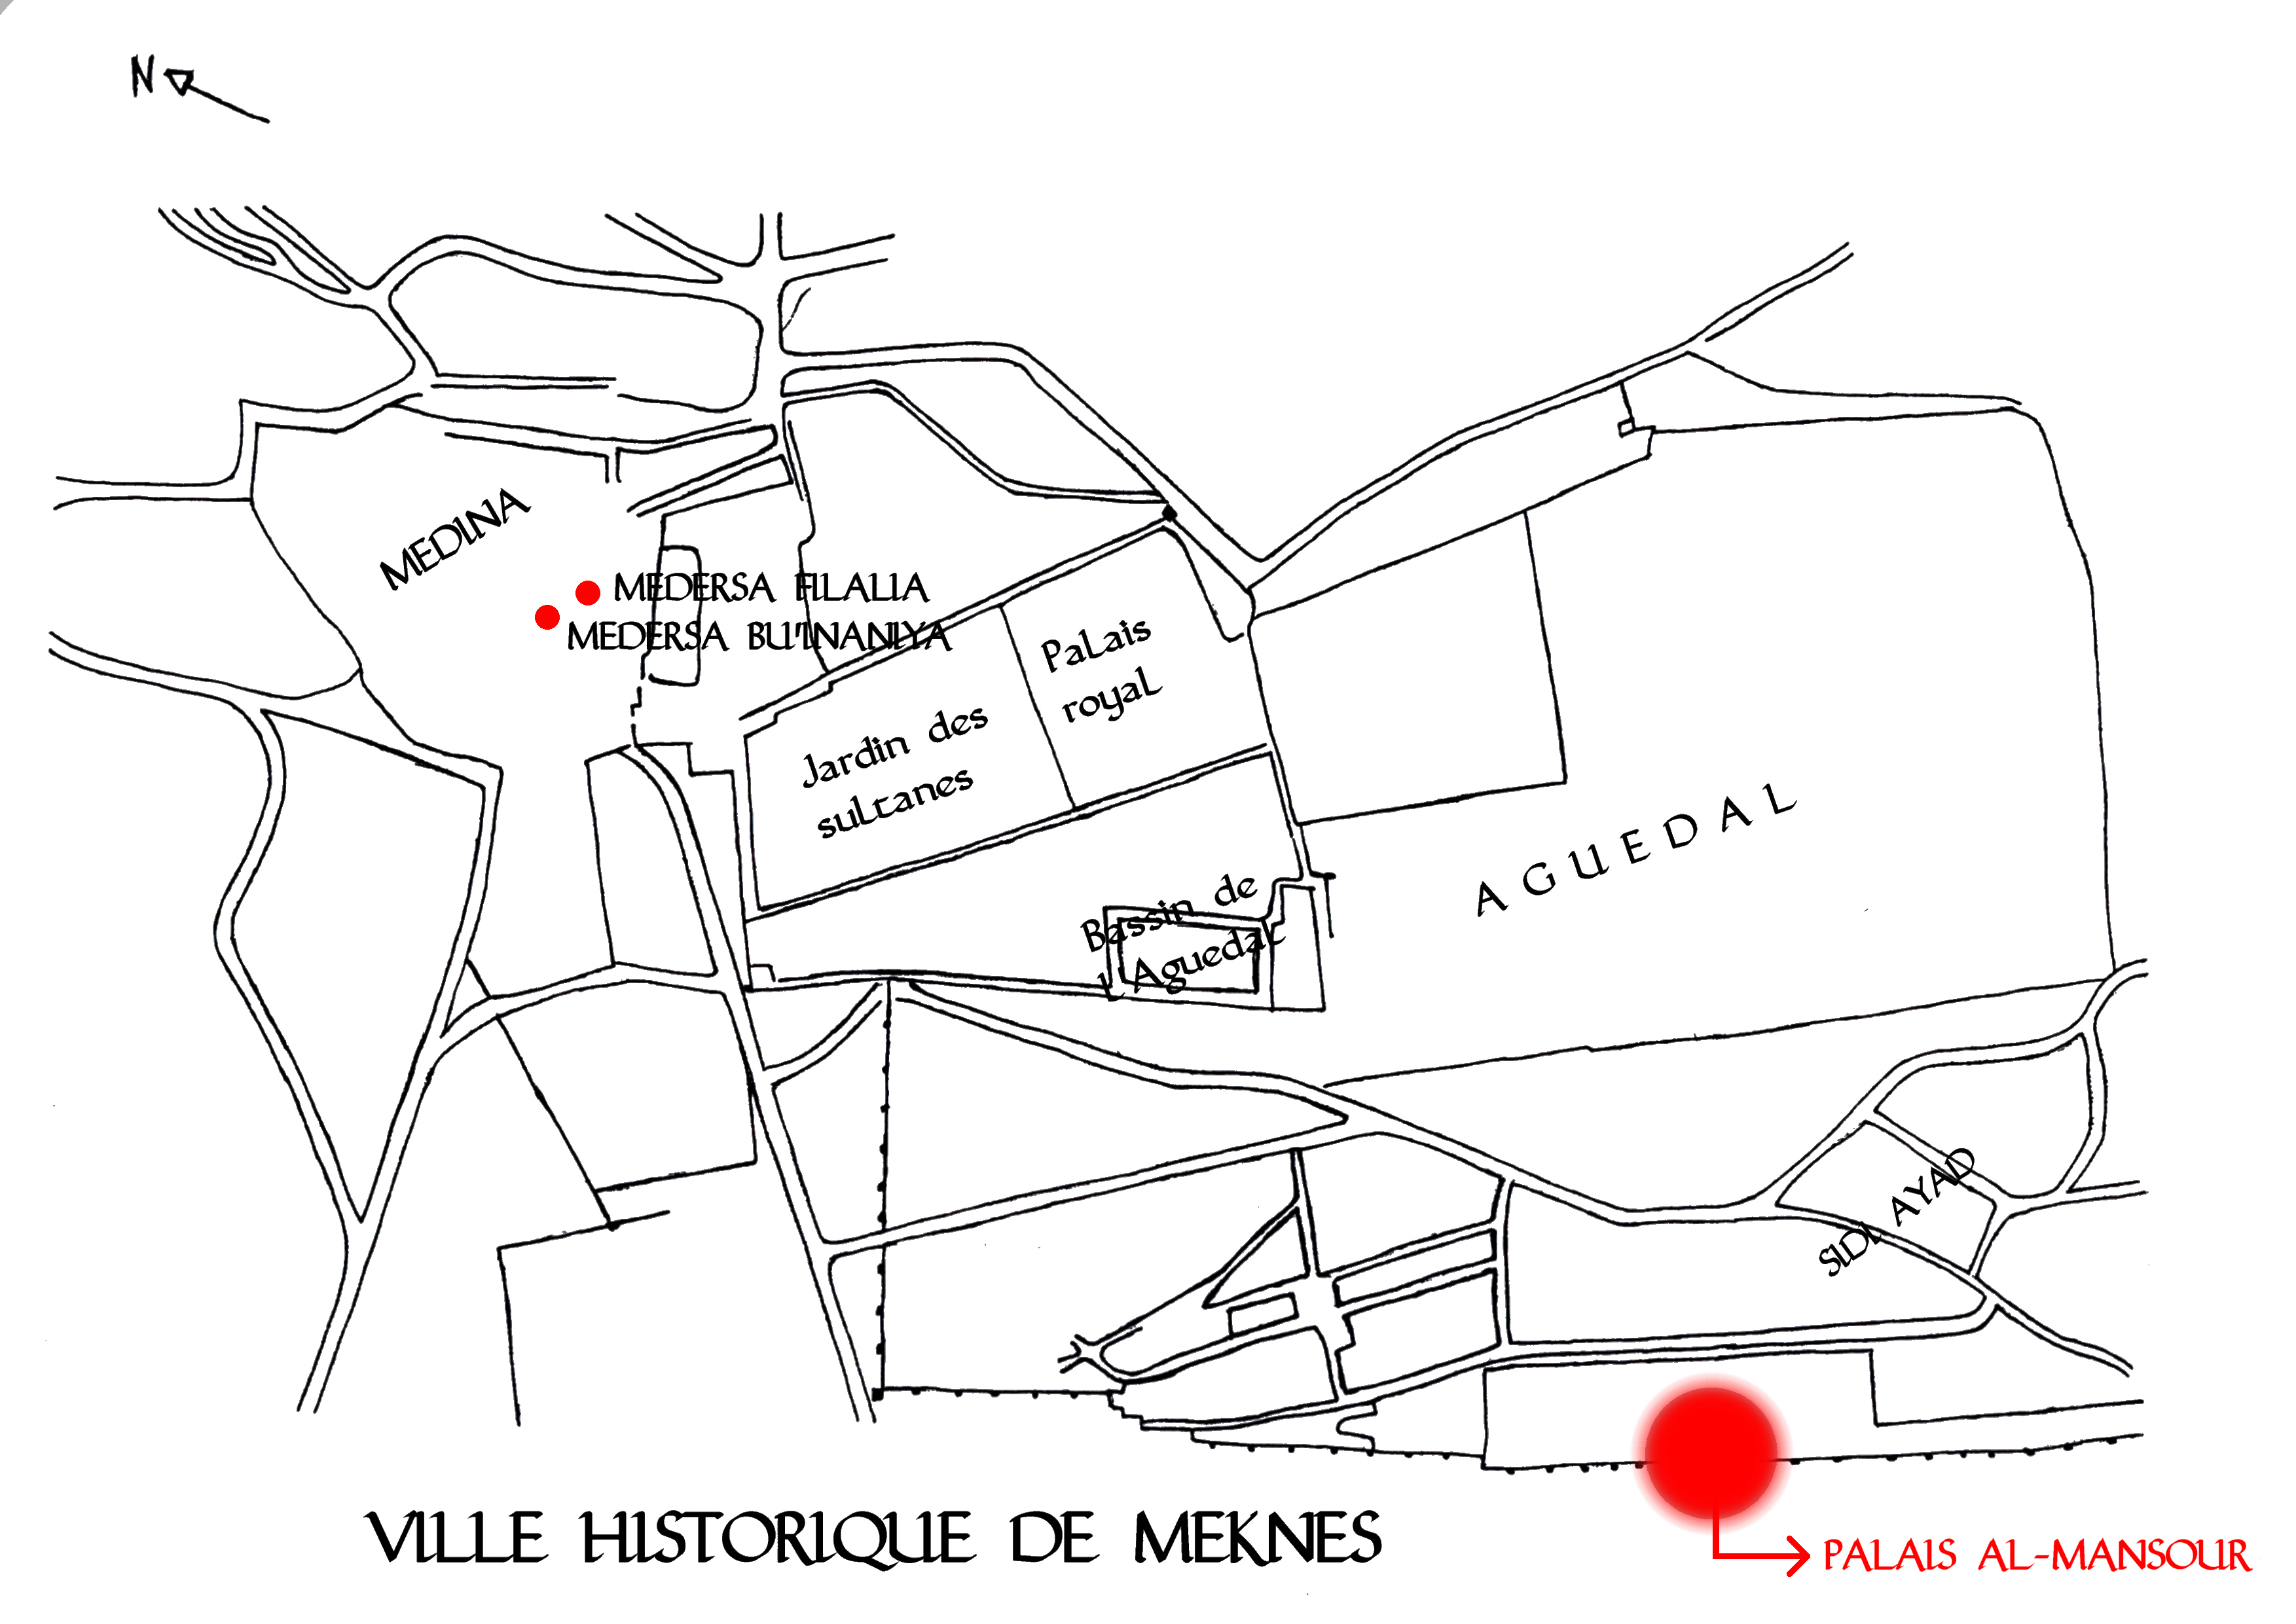 N
MEDINA
MEDERSA FILALIA
MEDERSA BU'INANIYA
Palais
royal
Jardin des
sultanes
Bassin de
l'Aguedal
AGUEDAL
SIDI AYAD
VILLE HISTORIQUE DE MEKNES
PALAIS AL-MANSOUR